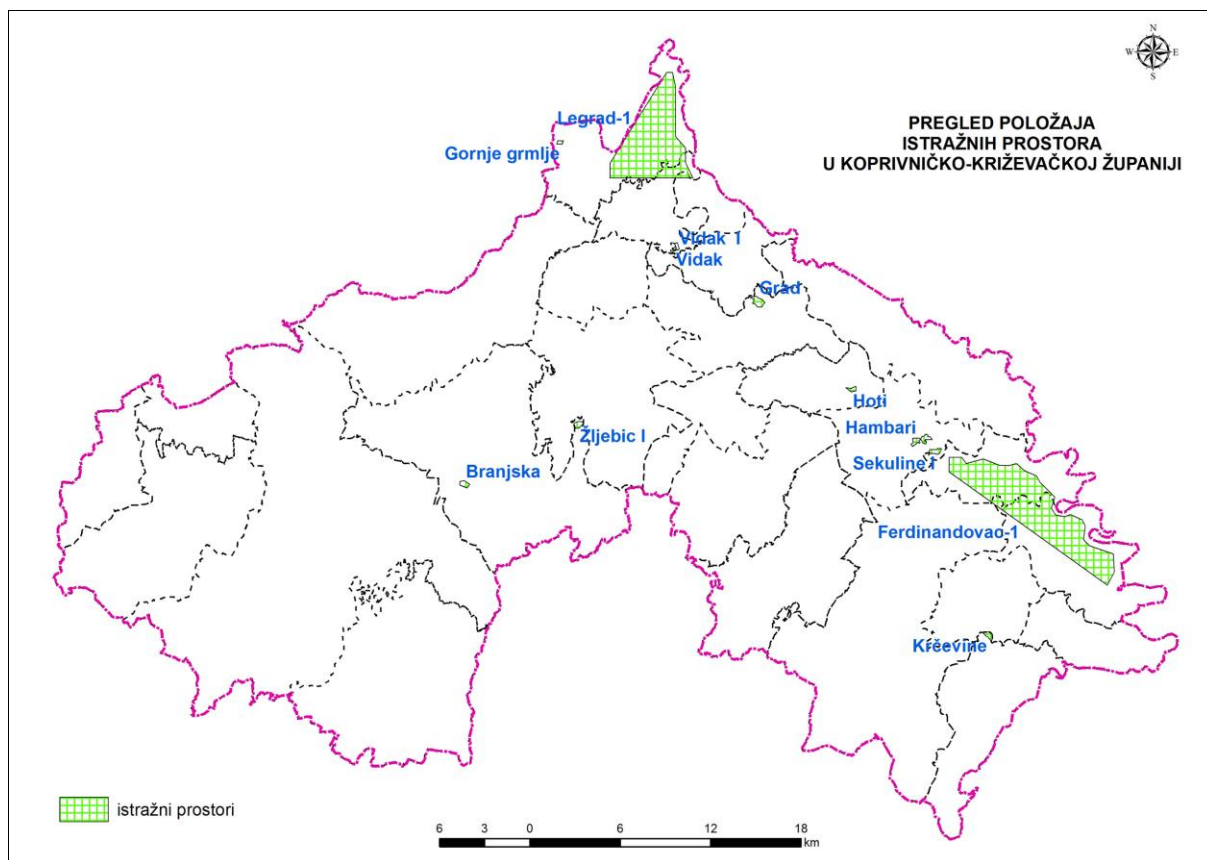 N
W E
S
PREGLED POLOŽAJA
ISTRAŽNIH PROSTORA
U KOPRIVNIČKO-KRIŽEVAČKOJ ŽUPANIJI
Legrad-1
Gornje grmlje
Vidak 1
Vidak
Grad
Hoti
Hambari
Žljebic I
Sekuline I
Branjska
Ferdinandovac-1
Krčevine
istražni prostori
6 3 0 6 12 18
km